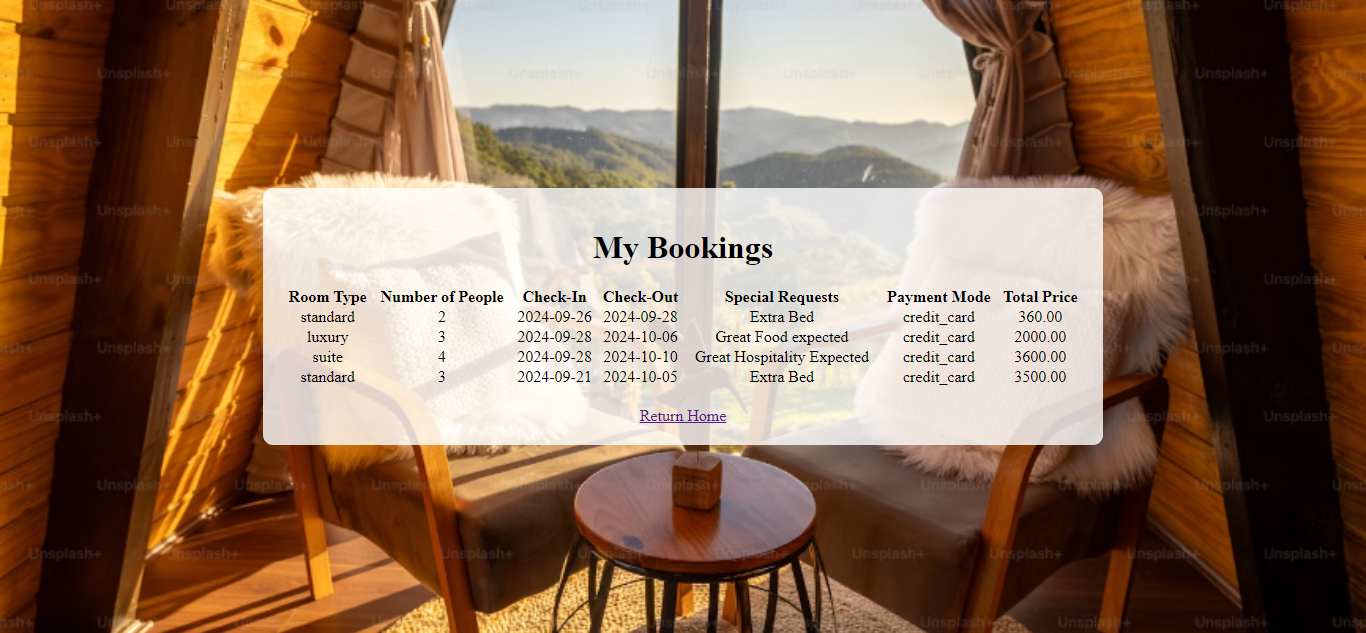 My Bookings
Room Type Number of People Check-In Check-Out Special Requests Payment Mode Total Price
standard 2 2024-09-26 2024-09-28 Extra Bed credit_card 360.00
luxury 3 2024-09-28 2024-10-06 Great Food expected credit_card 2000.00
suite 4 2024-09-28 2024-10-10 Great Hospitality Expected credit_card 3600.00
standard 3 2024-09-21 2024-10-05 Extra Bed credit_card 3500.00
Return Home
Unsplash+